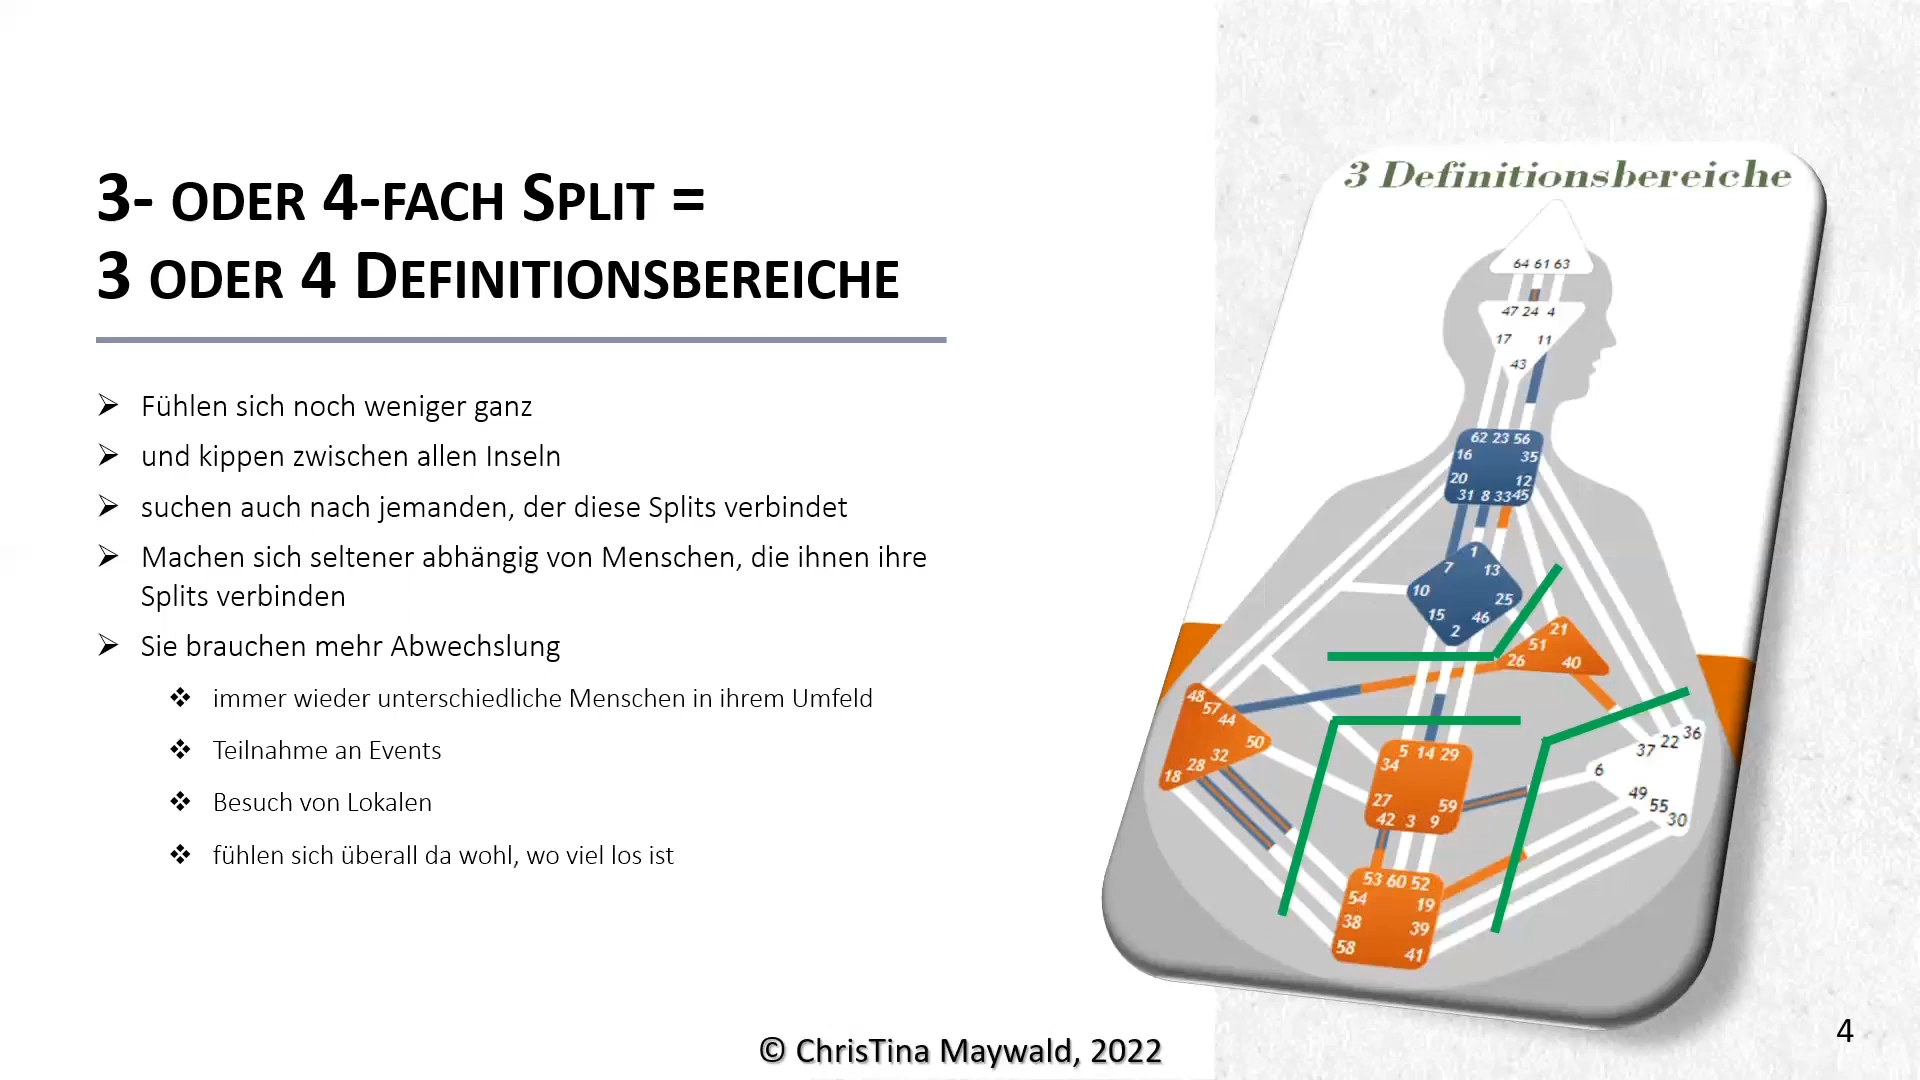 3- ODER 4-FACH SPLIT =
3 ODER 4 DEFINITIONSBEREICHE
➢ Fühlen sich noch weniger ganz
➢ und kippen zwischen allen Inseln
➢ suchen auch nach jemanden, der diese Splits verbindet
➢ Machen sich seltener abhängig von Menschen, die ihnen ihre
Splits verbinden
➢ Sie brauchen mehr Abwechslung
❖ immer wieder unterschiedliche Menschen in ihrem Umfeld
❖ Teilnahme an Events
❖ Besuch von Lokalen
❖ fühlen sich überall da wohl, wo viel los ist
3 Definitionsbereiche
64 61 63
47 24 4
17 11
43
62 23 56
16 35
20 12
31 8 33 45
1
7 13
10 25
15 46
2
21
51
26 40
48
57
44
50
32
28
18
5 14 29
34
27 59
42 3 9
36
22
37
6
49
55
30
53 60 52
54 19
38 39
58 41
© ChrisTina Maywald, 2022
4